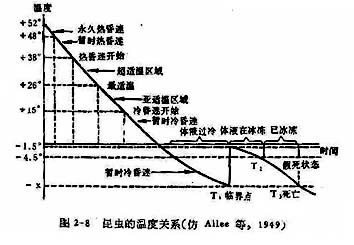 温度
+52°
永久热昏迷
+48°
暂时热昏迷
热昏迷开始
+38°
超适温区域
+26°
最适温
亚适温区域
+15°
冷昏迷开始
暂时冷昏迷
体液过冷 体液在冰冻 已冰冻
时间
-1.5°
-4.5°
T₂
假死状态
暂时冷昏迷
-x
T₁临界点
T₃死亡
图 2-8 昆虫的温度关系(仿 Allee 等, 1949)